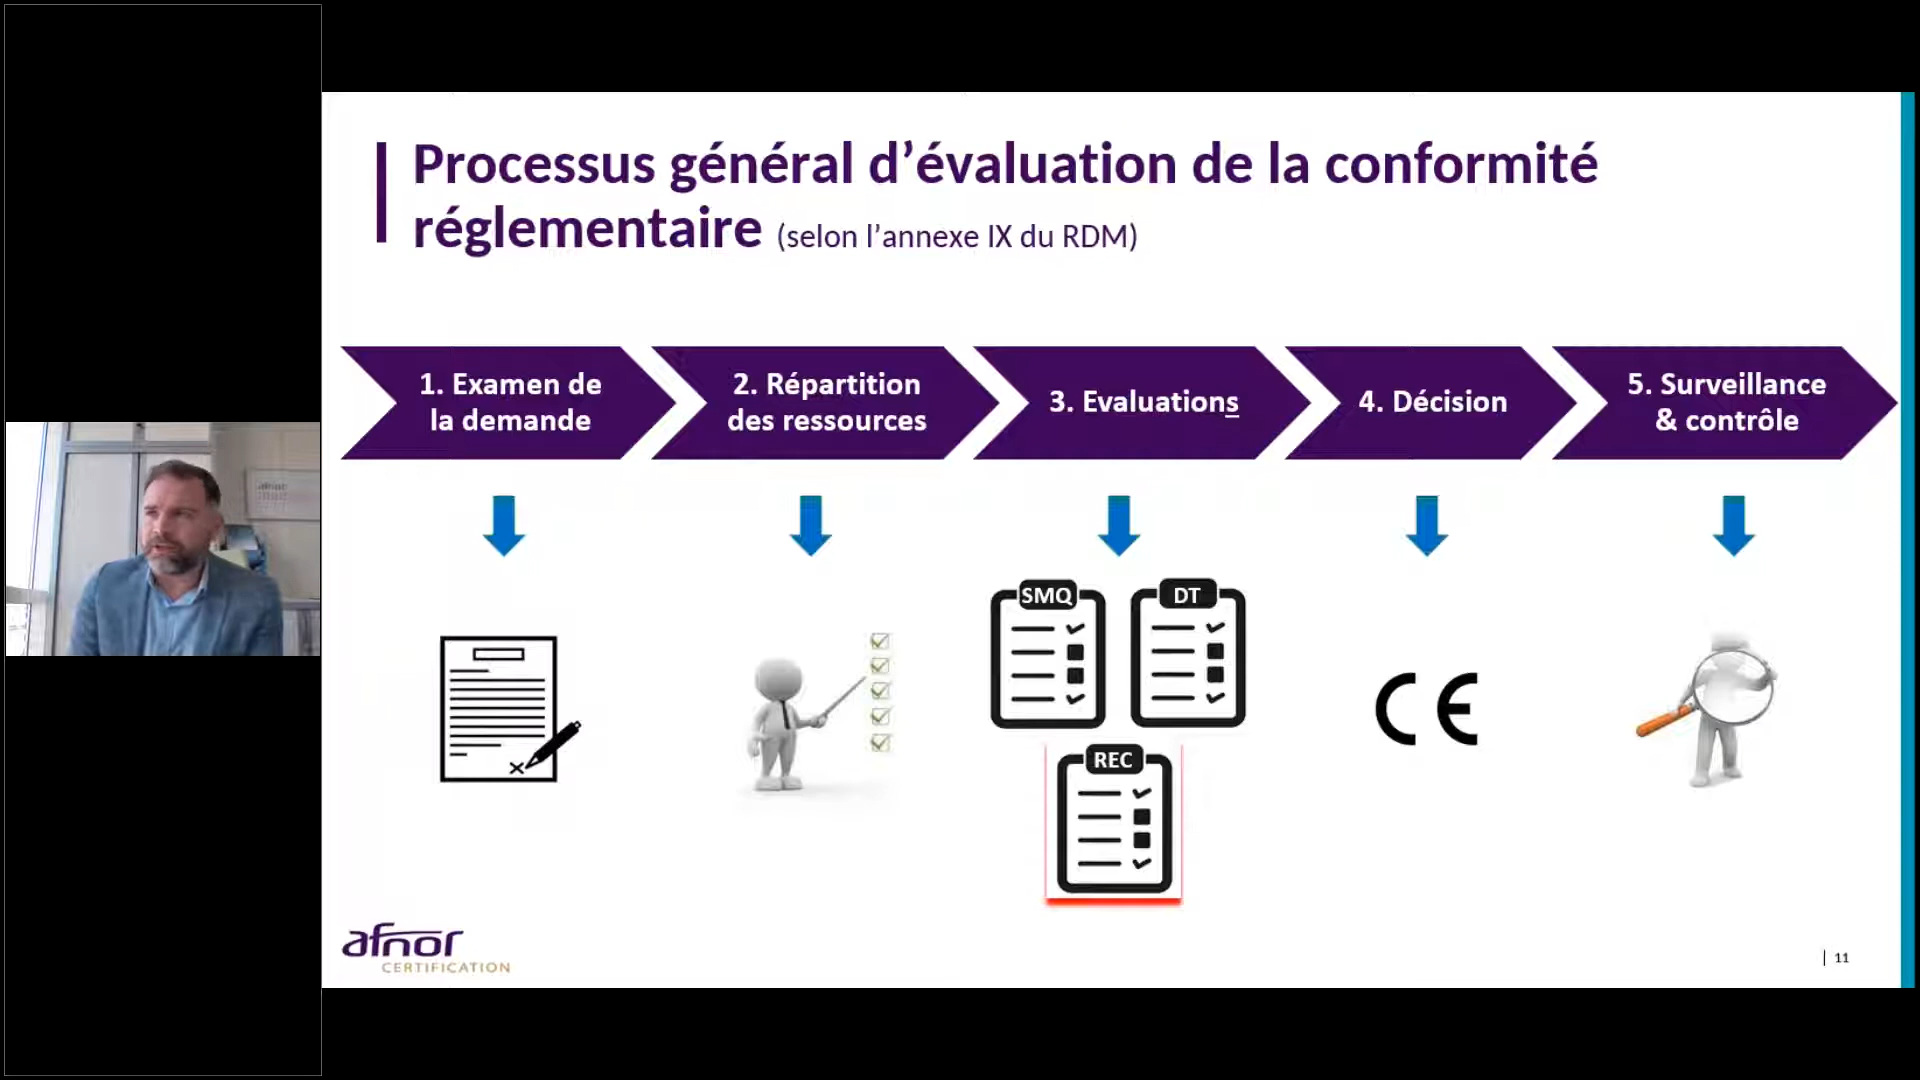 Processus général d’évaluation de la conformité
réglementaire (selon l’annexe IX du RDM)
1. Examen de
la demande
2. Répartition
des ressources
3. Evaluations
4. Décision
5. Surveillance
& contrôle
SMQ
DT
REC
CE
afnor
CERTIFICATION
| 11